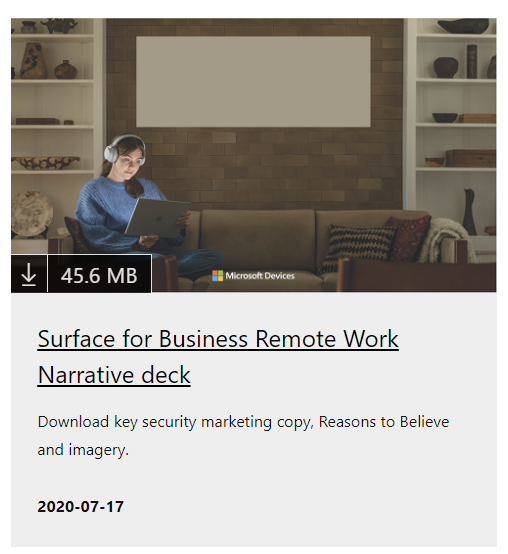 45.6 MB
Microsoft Devices
Surface for Business Remote Work
Narrative deck
Download key security marketing copy, Reasons to Believe
and imagery.
2020-07-17